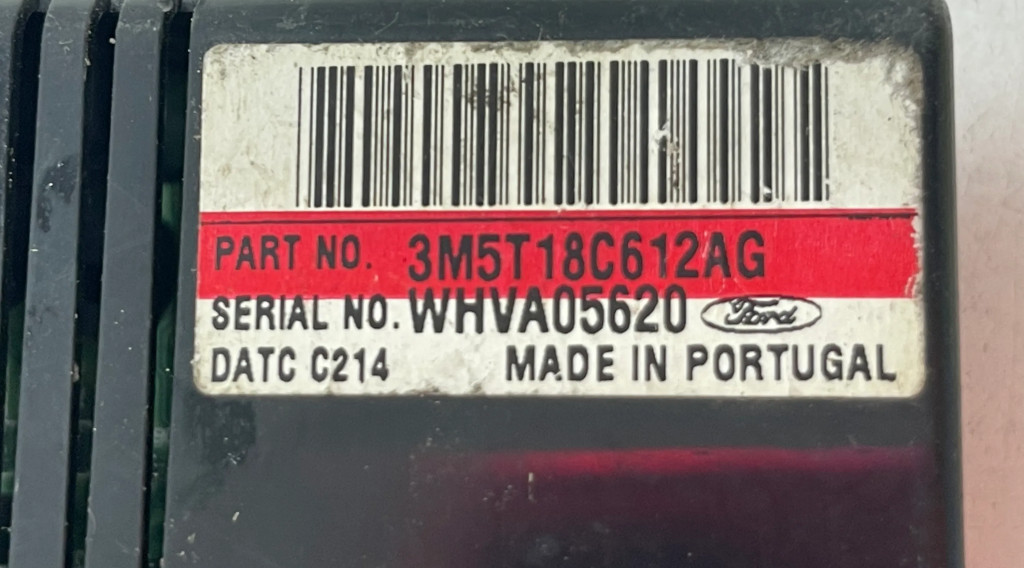 PART NO. 3M5T18C612AG
SERIAL NO. WHVA05620 Ford
DATC C214 MADE IN PORTUGAL